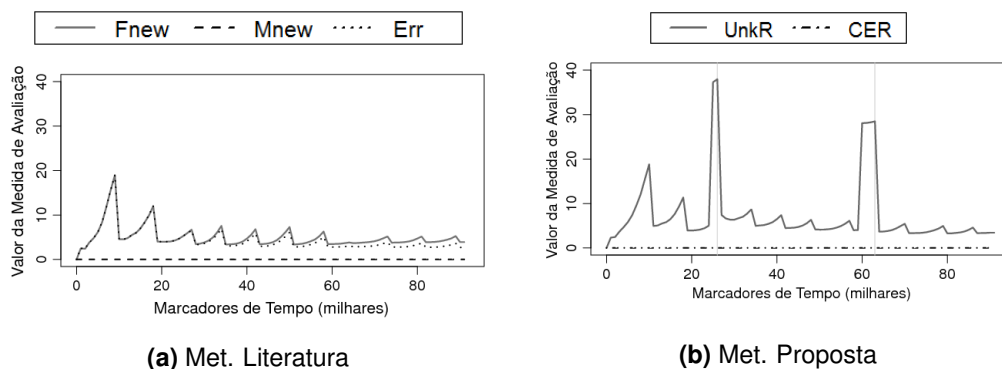 Fnew Mnew Err
Valor da Medida de Avaliação
40
30
20
10
0
0 20 40 60 80
Marcadores de Tempo (milhares)
(a) Met. Literatura
UnkR CER
Valor da Medida de Avaliação
40
30
20
10
0
0 20 40 60 80
Marcadores de Tempo (milhares)
(b) Met. Proposta